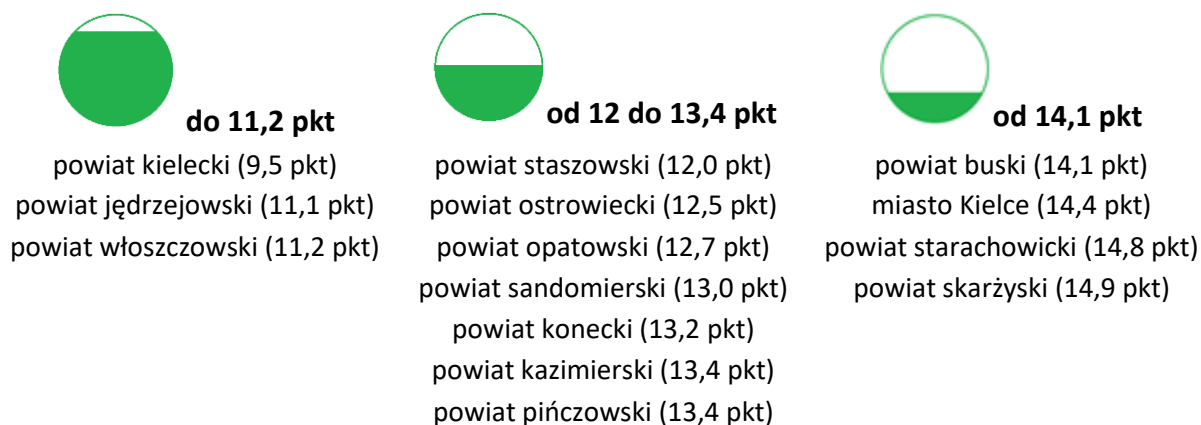 do 11,2 pkt
powiat kielecki (9,5 pkt)
powiat jędrzejowski (11,1 pkt)
powiat włoszczowski (11,2 pkt)
od 12 do 13,4 pkt
powiat staszowski (12,0 pkt)
powiat ostrowiecki (12,5 pkt)
powiat opatowski (12,7 pkt)
powiat sandomierski (13,0 pkt)
powiat konecki (13,2 pkt)
powiat kazimierski (13,4 pkt)
powiat pińczowski (13,4 pkt)
od 14,1 pkt
powiat buski (14,1 pkt)
miasto Kielce (14,4 pkt)
powiat starachowicki (14,8 pkt)
powiat skarżyski (14,9 pkt)